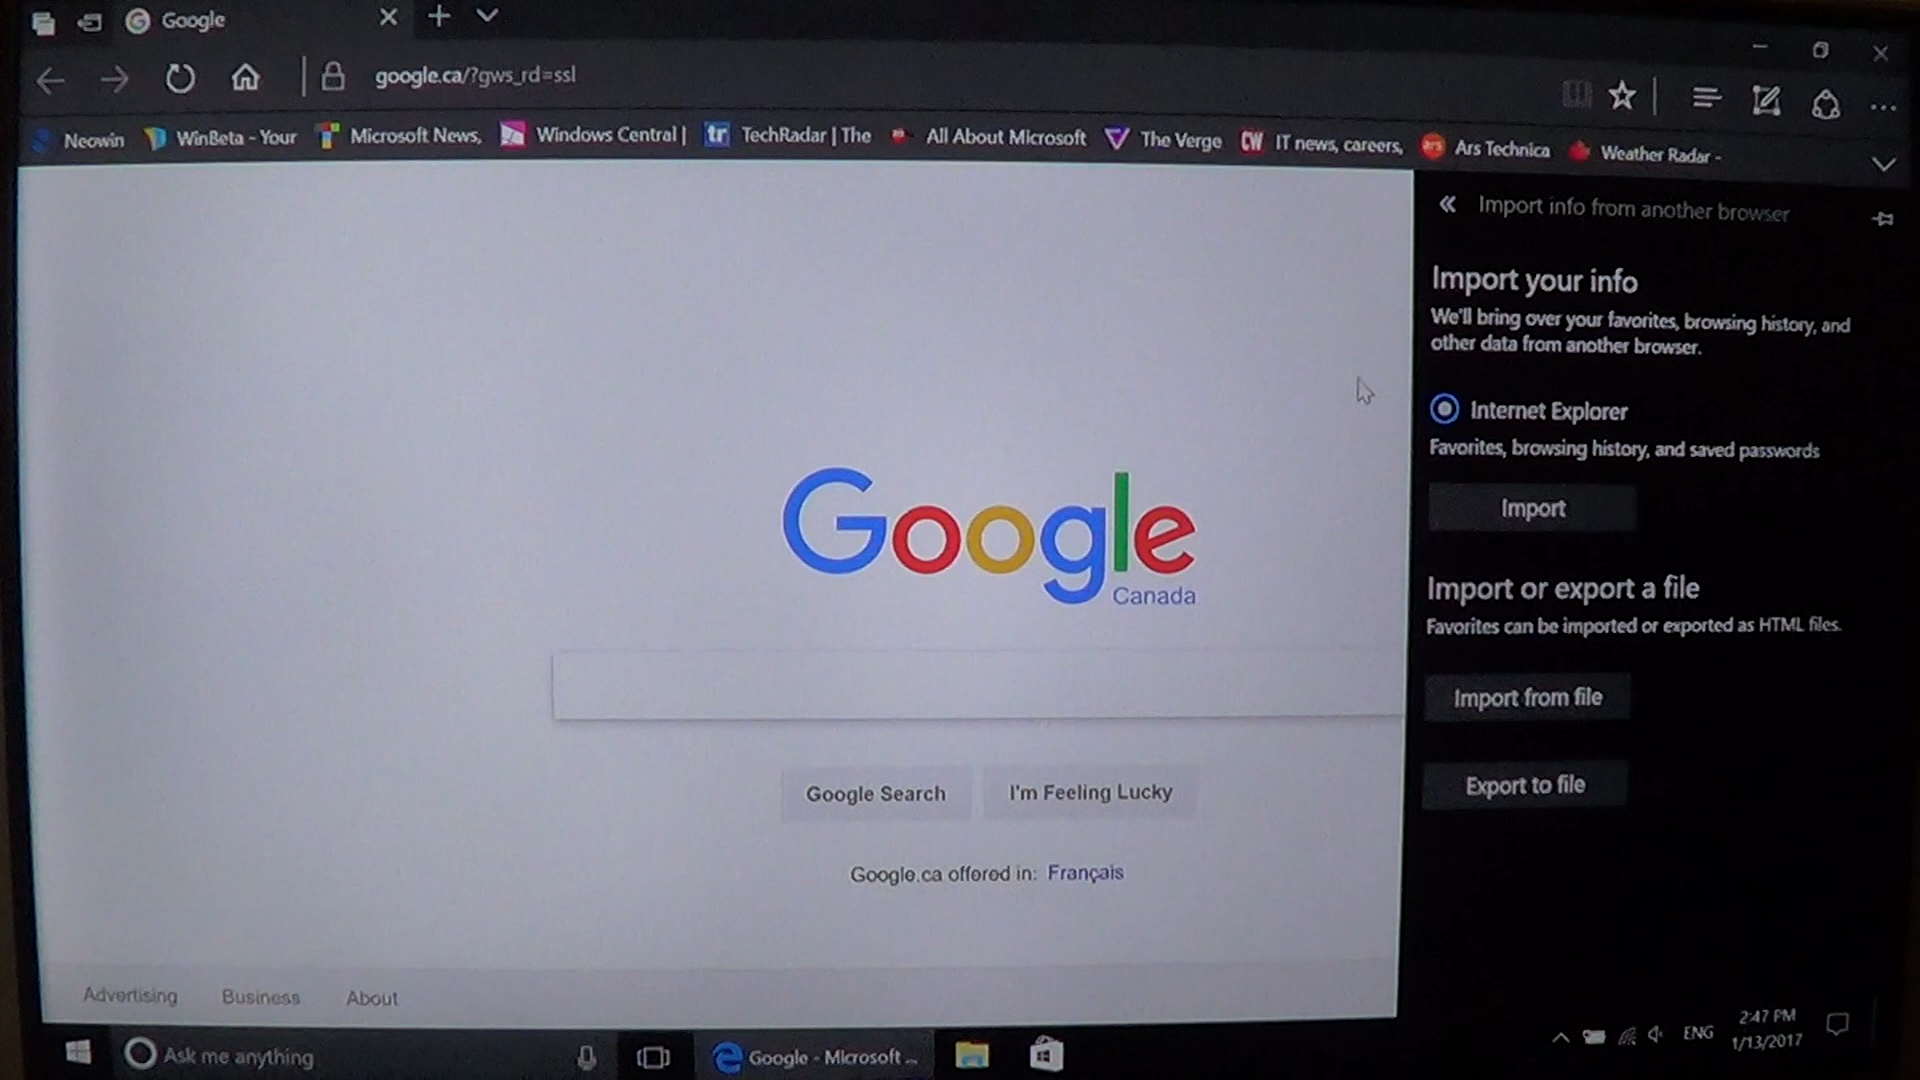 Google
google.ca/?gws_rd=ssl
Neowin WinBeta - Your Microsoft News, Windows Central | TechRadar | The All About Microsoft The Verge CW IT news, careers, ars Ars Technica Weather Radar -
tr
Import info from another browser
Import your info
We'll bring over your favorites, browsing history, and
other data from another browser.
Internet Explorer
Favorites, browsing history, and saved passwords
Import
Import or export a file
Favorites can be imported or exported as HTML files.
Import from file
Export to file
Google
Canada
Google Search I'm Feeling Lucky
Google.ca offered in: Français
Advertising Business About
Ask me anything
Google - Microsoft ...
ENG
2:47 PM
1/13/2017